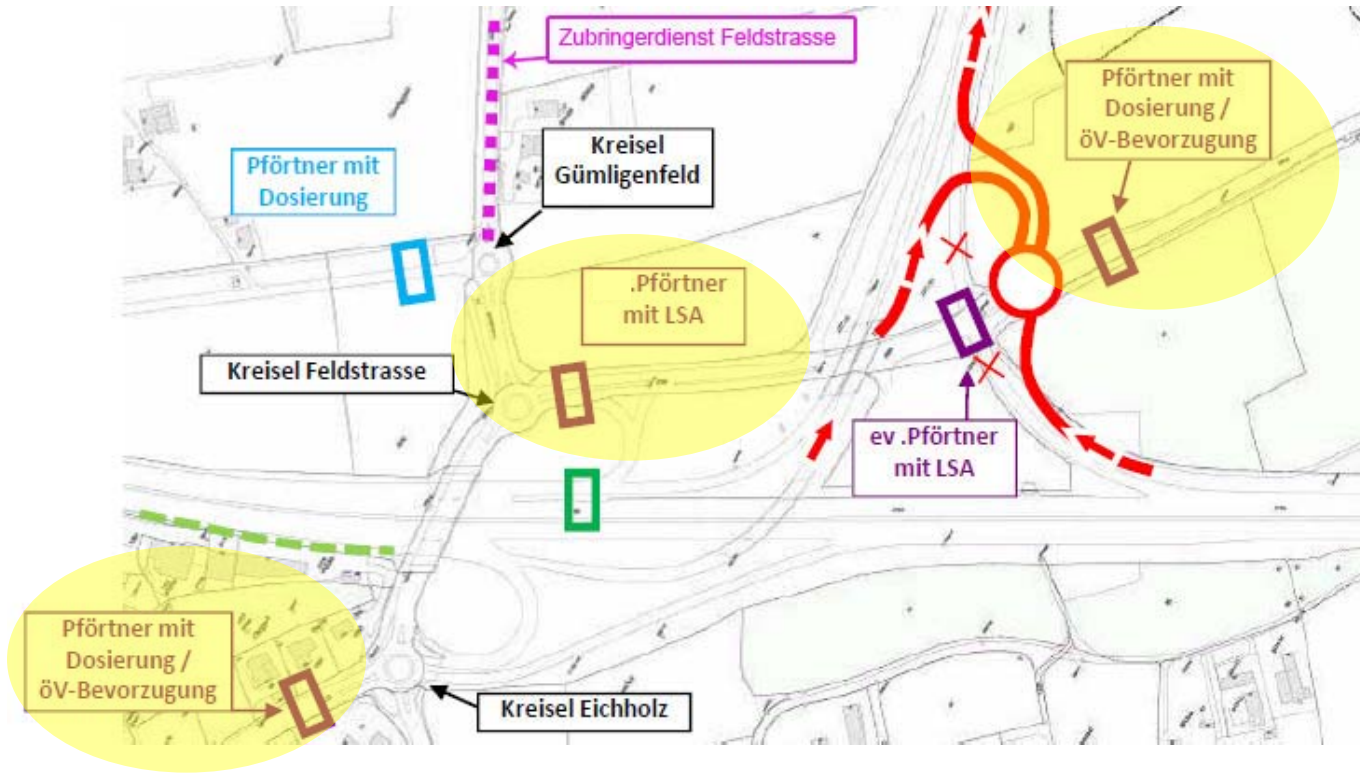 Zubringerdienst Feldstrasse
Pförtner mit
Dosierung /
öV-Bevorzugung
Kreisel
Gümligenfeld
Pförtner mit
Dosierung
.Pförtner
mit LSA
Kreisel Feldstrasse
ev .Pförtner
mit LSA
Pförtner mit
Dosierung /
öV-Bevorzugung
Kreisel Eichholz